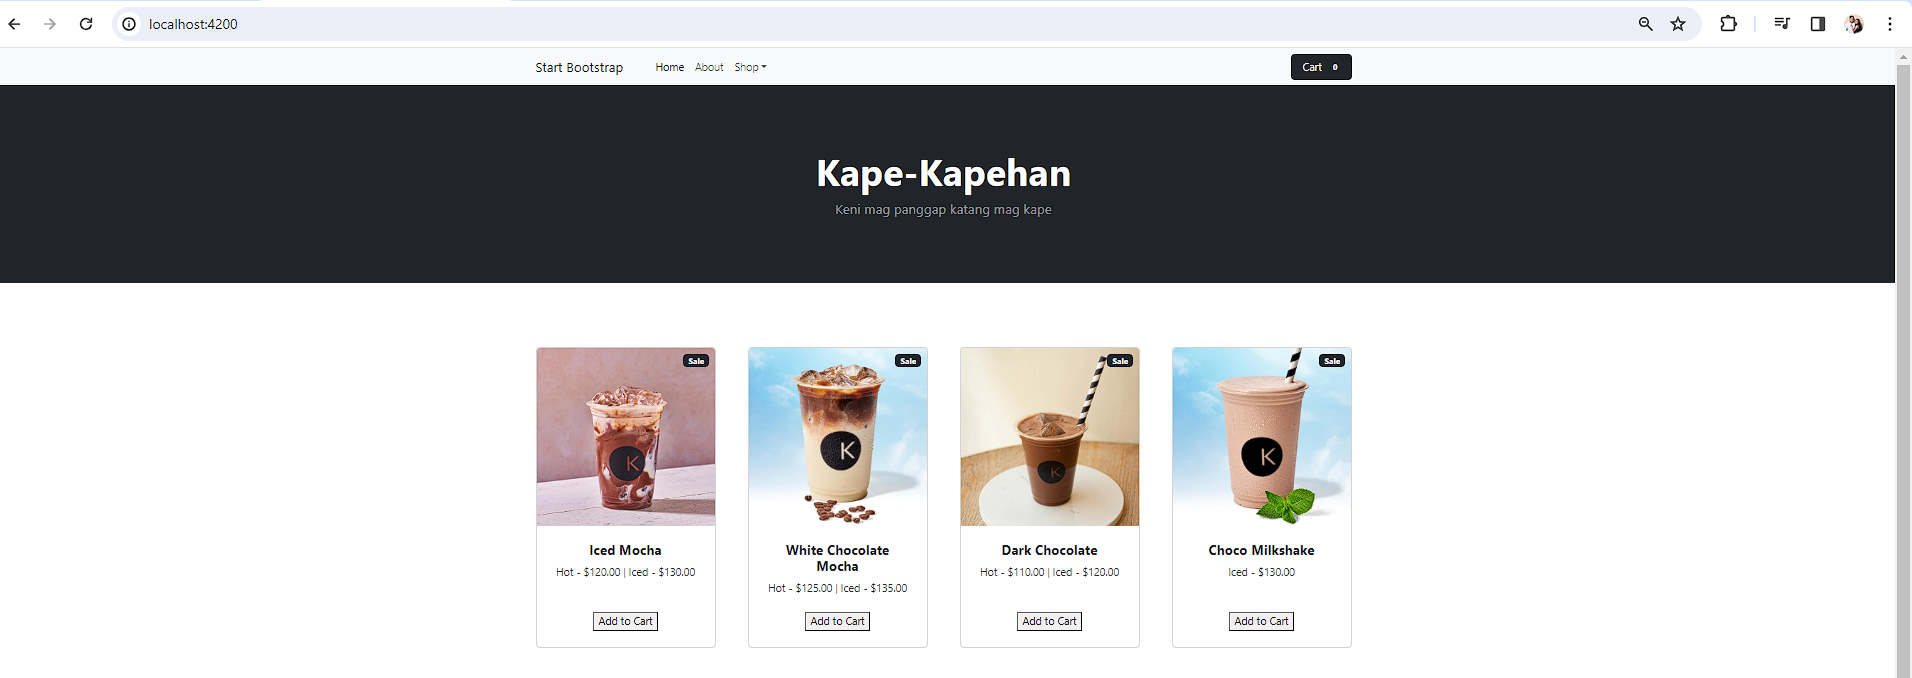 localhost:4200
Start Bootstrap Home About Shop Cart 0
Kape-Kapehan
Keni mag panggap katang mag kape
Sale Sale Sale Sale
K K K K
Iced Mocha
Hot - $120.00 | Iced - $130.00
Add to Cart
White Chocolate
Mocha
Hot - $125.00 | Iced - $135.00
Add to Cart
Dark Chocolate
Hot - $110.00 | Iced - $120.00
Add to Cart
Choco Milkshake
Iced - $130.00
Add to Cart